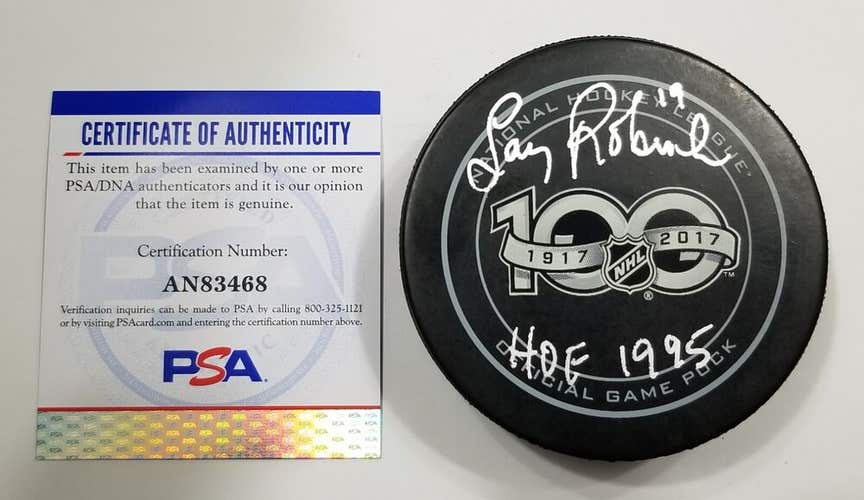 CERTIFICATE OF AUTHENTICITY
This item has been examined by one or more
PSA/DNA authenticators and it is our opinion
that the item is genuine.
Certification Number:
AN83468
Verification inquiries can be made to PSA by calling 800-325-1121
or by visiting PSAcard.com and entering the certification number above.
PSA.
NATIONAL HOCKEY LEAGUE
Larry Robinson 19
100
1917 2017
NHL
TM
®
HOF 1995
OFFICIAL GAME PUCK